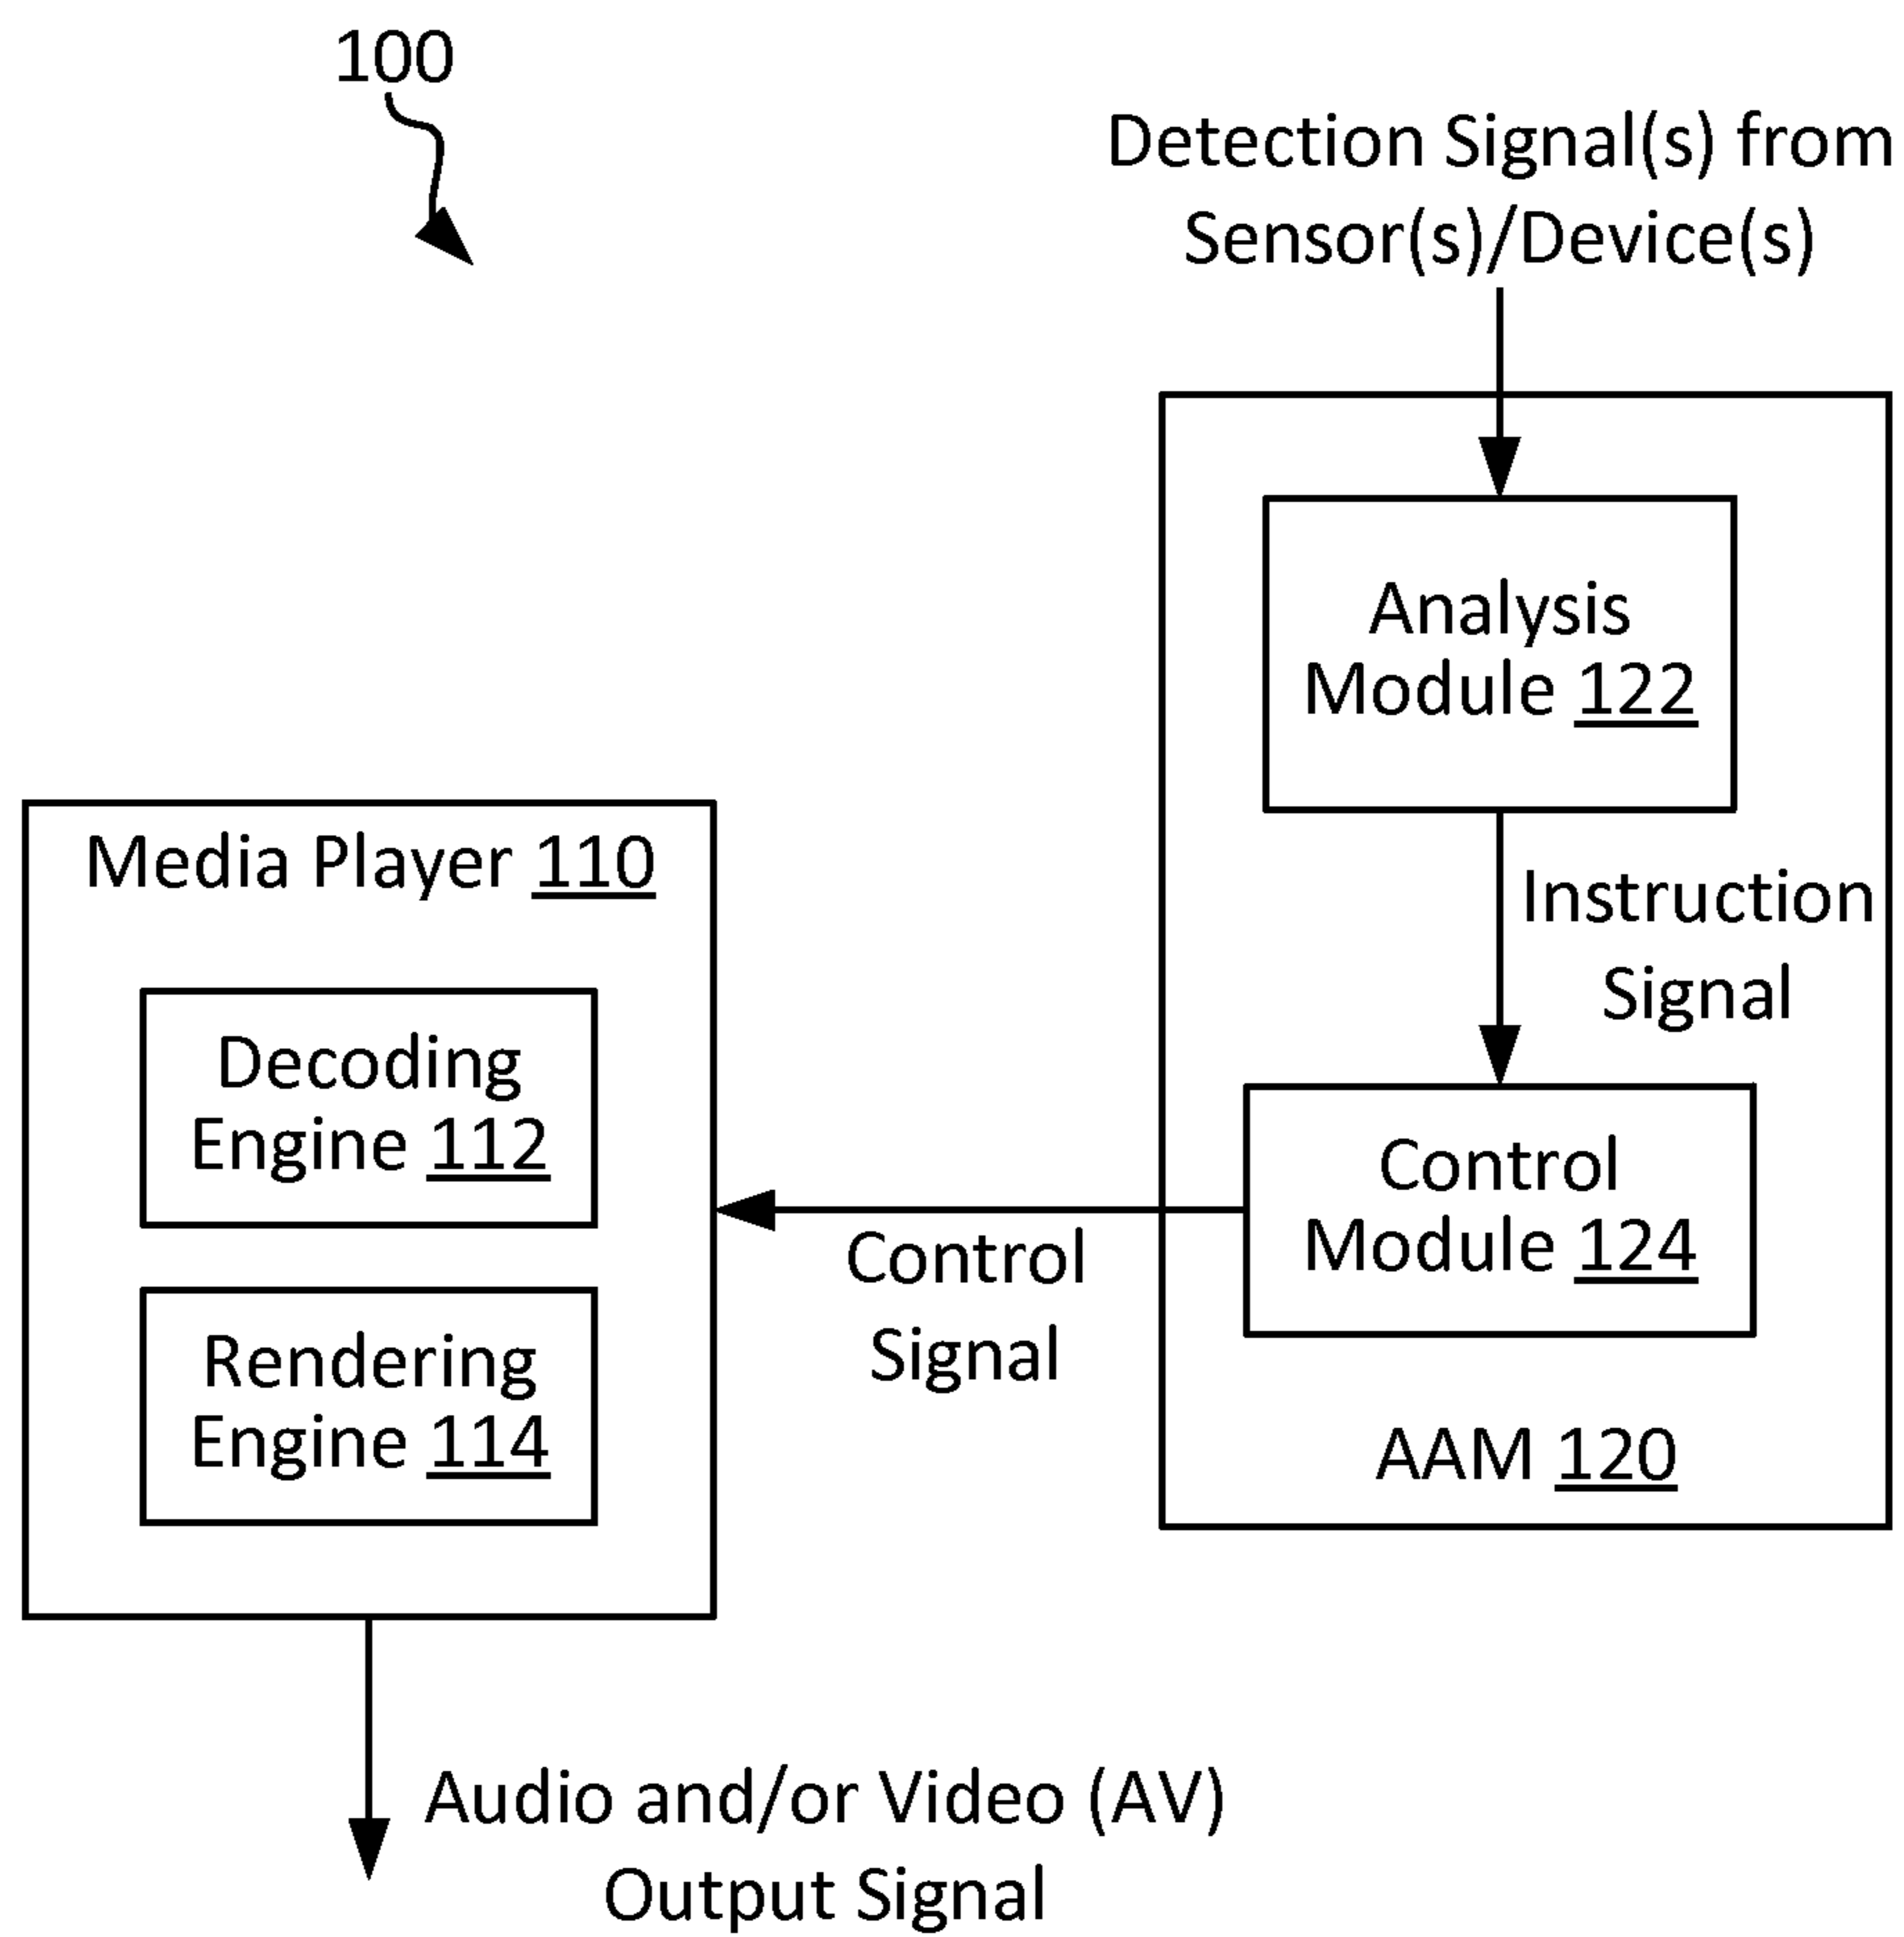 100
Detection Signal(s) from
Sensor(s)/Device(s)
Analysis
Module 122
Instruction
Signal
Control
Module 124
AAM 120
Control
Signal
Media Player 110
Decoding
Engine 112
Rendering
Engine 114
Audio and/or Video (AV)
Output Signal